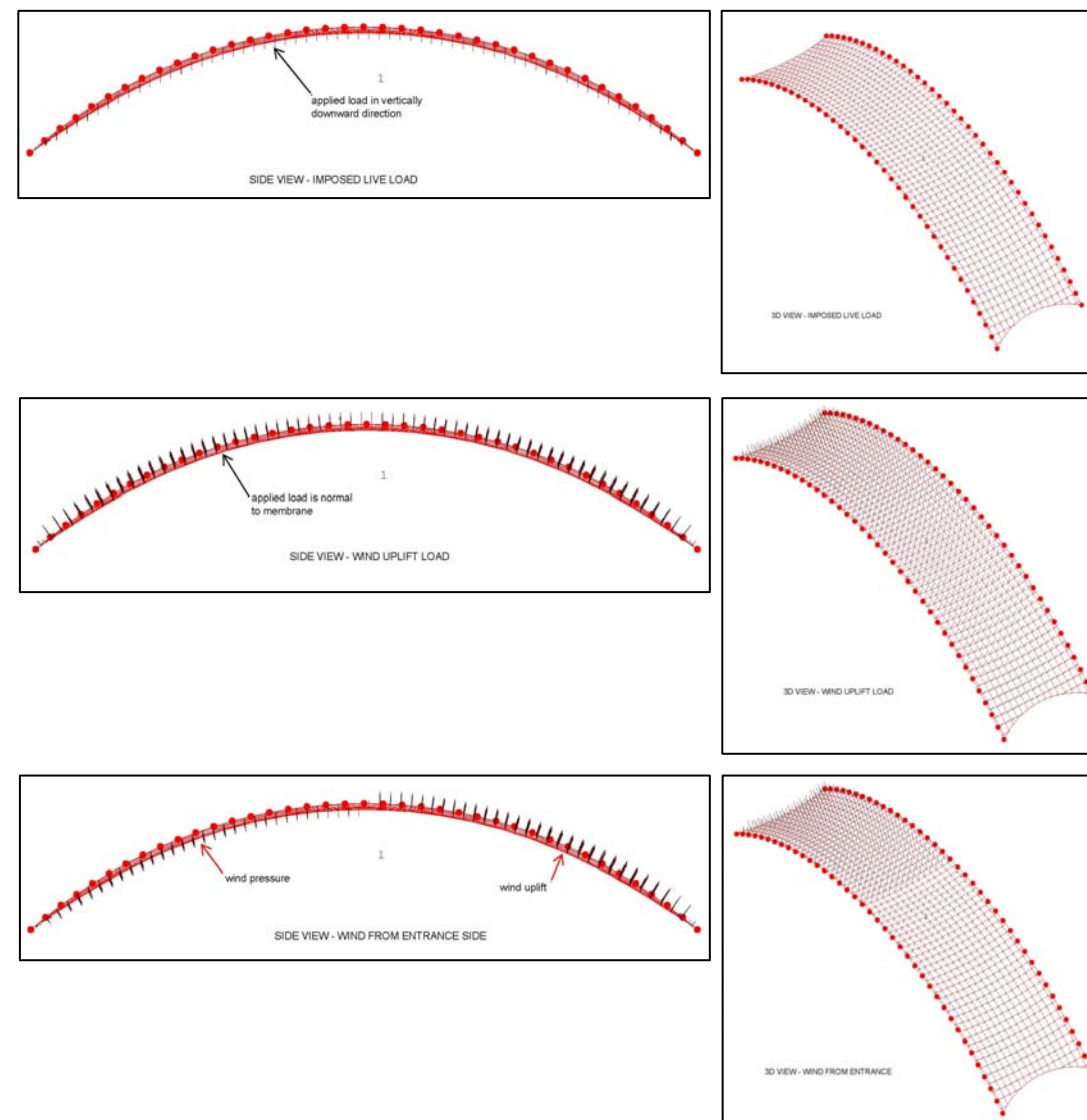 1
applied load in vertically
downward direction
SIDE VIEW - IMPOSED LIVE LOAD
1
3D VIEW - IMPOSED LIVE LOAD
1
applied load is normal
to membrane
SIDE VIEW - WIND UPLIFT LOAD
3D VIEW - WIND UPLIFT LOAD
1
wind pressure
wind uplift
SIDE VIEW - WIND FROM ENTRANCE SIDE
1
3D VIEW - WIND FROM ENTRANCE